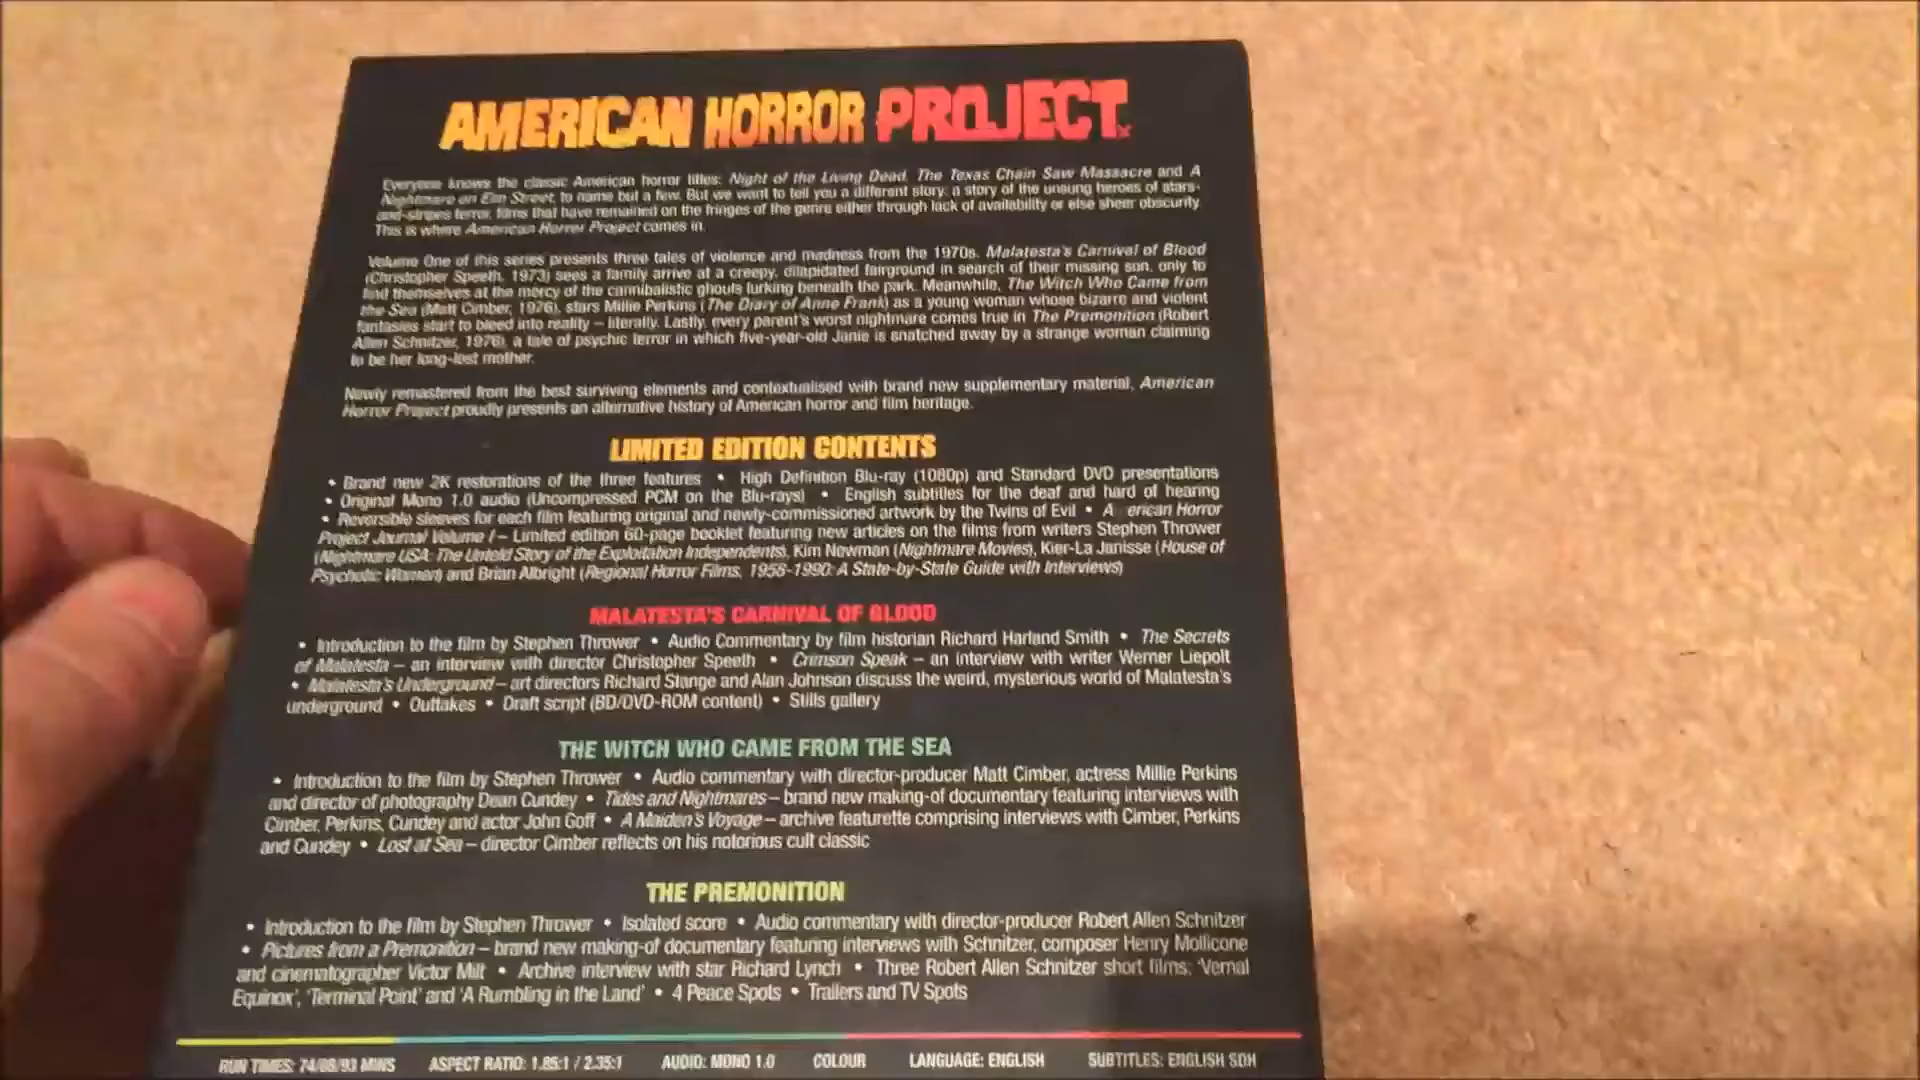 AMERICAN HORROR PROJECT
Everyone knows the classic American horror titles: Night of the Living Dead, The Texas Chain Saw Massacre and A
Nightmare on Elm Street, to name but a few. But we want to tell you a different story: a story of the unsung heroes of stars-
and-stripes terror, films that have remained on the fringes of the genre either through lack of availability or else sheer obscurity.
This is where American Horror Project comes in.
Volume One of this series presents three tales of violence and madness from the 1970s. Malatesta's Carnival of Blood
(Christopher Speeth, 1973) sees a family arrive at a creepy, dilapidated fairground in search of their missing son, only to
find themselves at the mercy of the cannibalistic ghouls lurking beneath the park. Meanwhile, The Witch Who Came from
the Sea (Matt Cimber, 1976), stars Millie Perkins (The Diary of Anne Frank) as a young woman whose bizarre and violent
fantasies start to bleed into reality – literally. Lastly, every parent's worst nightmare comes true in The Premonition (Robert
Allen Schnitzer, 1976), a tale of psychic terror in which five-year-old Janie is snatched away by a strange woman claiming
to be her long-lost mother.
Newly remastered from the best surviving elements and contextualised with brand new supplementary material, American
Horror Project proudly presents an alternative history of American horror and film heritage.
LIMITED EDITION CONTENTS
• Brand new 2K restorations of the three features • High Definition Blu-ray (1080p) and Standard DVD presentations
• Original Mono 1.0 audio (Uncompressed PCM on the Blu-rays) • English subtitles for the deaf and hard of hearing
• Reversible sleeves for each film featuring original and newly-commissioned artwork by the Twins of Evil • A erican Horror
Project Journal Volume I – Limited edition 60-page booklet featuring new articles on the films from writers Stephen Thrower
(Nightmare USA: The Untold Story of the Exploitation Independents), Kim Newman (Nightmare Movies), Kier-La Janisse (House of
Psychotic Women) and Brian Albright (Regional Horror Films, 1958-1990: A State-by-State Guide with Interviews)
MALATESTA'S CARNIVAL OF BLOOD
• Introduction to the film by Stephen Thrower • Audio Commentary by film historian Richard Harland Smith • The Secrets
of Malatesta – an interview with director Christopher Speeth • Crimson Speak – an interview with writer Werner Liepolt
• Malatesta's Underground – art directors Richard Stange and Alan Johnson discuss the weird, mysterious world of Malatesta's
underground • Outtakes • Draft script (BD/DVD-ROM content) • Stills gallery
THE WITCH WHO CAME FROM THE SEA
• Introduction to the film by Stephen Thrower • Audio commentary with director-producer Matt Cimber, actress Millie Perkins
and director of photography Dean Cundey • Tides and Nightmares – brand new making-of documentary featuring interviews with
Cimber, Perkins, Cundey and actor John Goff • A Maiden's Voyage – archive featurette comprising interviews with Cimber, Perkins
and Cundey • Lost at Sea – director Cimber reflects on his notorious cult classic
THE PREMONITION
• Introduction to the film by Stephen Thrower • Isolated score • Audio commentary with director-producer Robert Allen Schnitzer
• Pictures from a Premonition – brand new making-of documentary featuring interviews with Schnitzer, composer Henry Mollicone
and cinematographer Victor Milt • Archive interview with star Richard Lynch • Three Robert Allen Schnitzer short films: 'Vernal
Equinox', 'Terminal Point' and 'A Rumbling in the Land' • 4 Peace Spots • Trailers and TV Spots
RUN TIMES: 74/88/93 MINS ASPECT RATIO: 1.85:1 / 2.35:1 AUDIO: MONO 1.0 COLOUR LANGUAGE: ENGLISH SUBTITLES: ENGLISH SDH